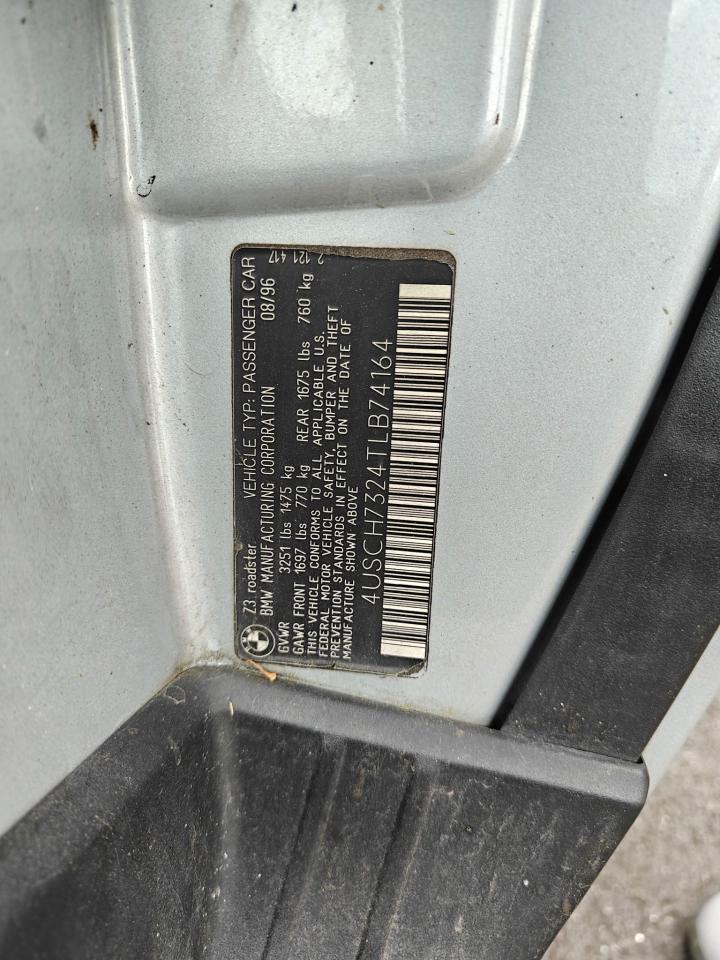 2 121 417
Z3 roadster VEHICLE TYP: PASSENGER CAR
BMW MANUFACTURING CORPORATION 08/96
GVWR 3251 lbs 1475 kg
GAWR FRONT 1697 lbs 770 kg REAR 1675 lbs 760 kg
THIS VEHICLE CONFORMS TO ALL APPLICABLE U.S.
FEDERAL MOTOR VEHICLE SAFETY, BUMPER AND THEFT
PREVENTION STANDARDS IN EFFECT ON THE DATE OF
MANUFACTURE SHOWN ABOVE
4USCH7324TLB74164